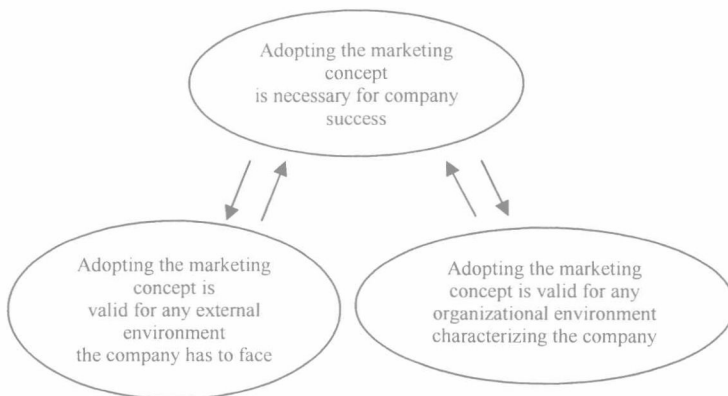 Adopting the marketing
concept
is necessary for company
success
Adopting the marketing
concept is
valid for any external
environment
the company has to face
Adopting the marketing
concept is valid for any
organizational environment
characterizing the company